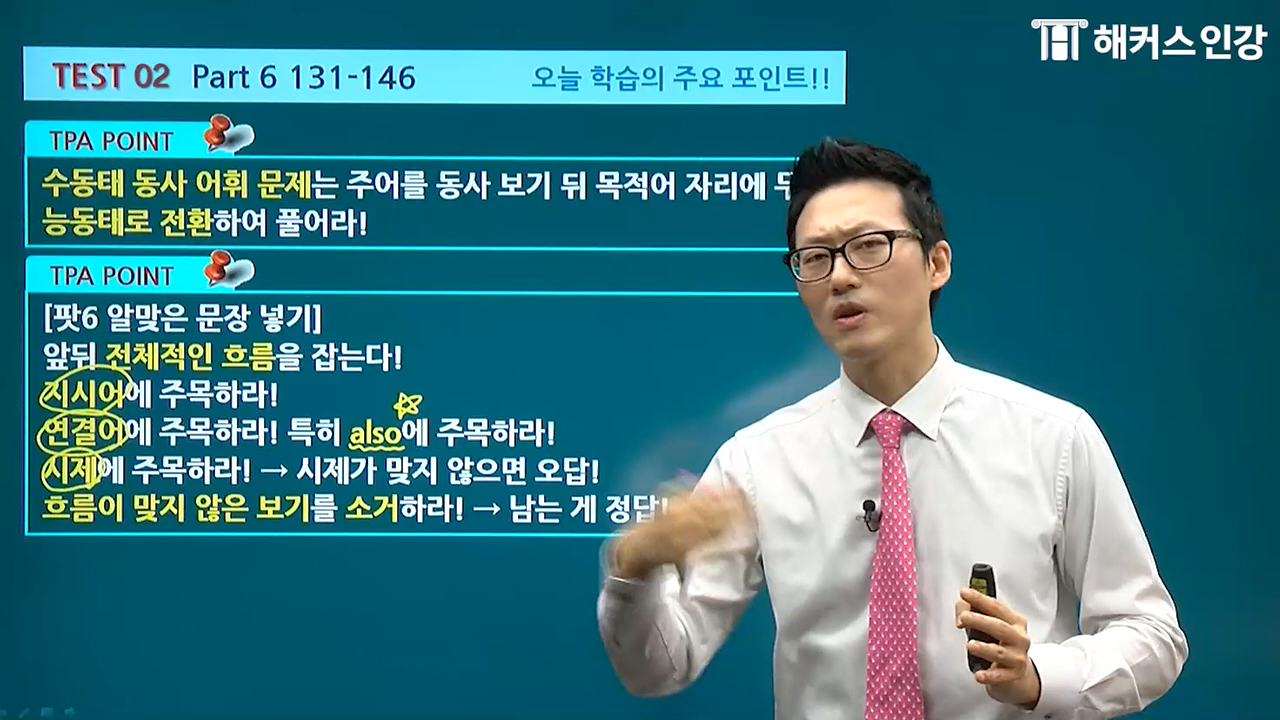 해커스인강
TEST 02 Part 6 131-146 오늘 학습의 주요 포인트!!
TPA POINT
수동태 동사 어휘 문제는 주어를 동사 보기 뒤 목적어 자리에
능동태로 전환하여 풀어라!
TPA POINT
[팟6 알맞은 문장 넣기]
앞뒤 전체적인 흐름을 잡는다!
지시어에 주목하라!
연결어에 주목하라! 특히 also에 주목하라!
시제에 주목하라! → 시제가 맞지 않으면 오답!
흐름이 맞지 않은 보기를 소거하라! → 남는 게 정답!